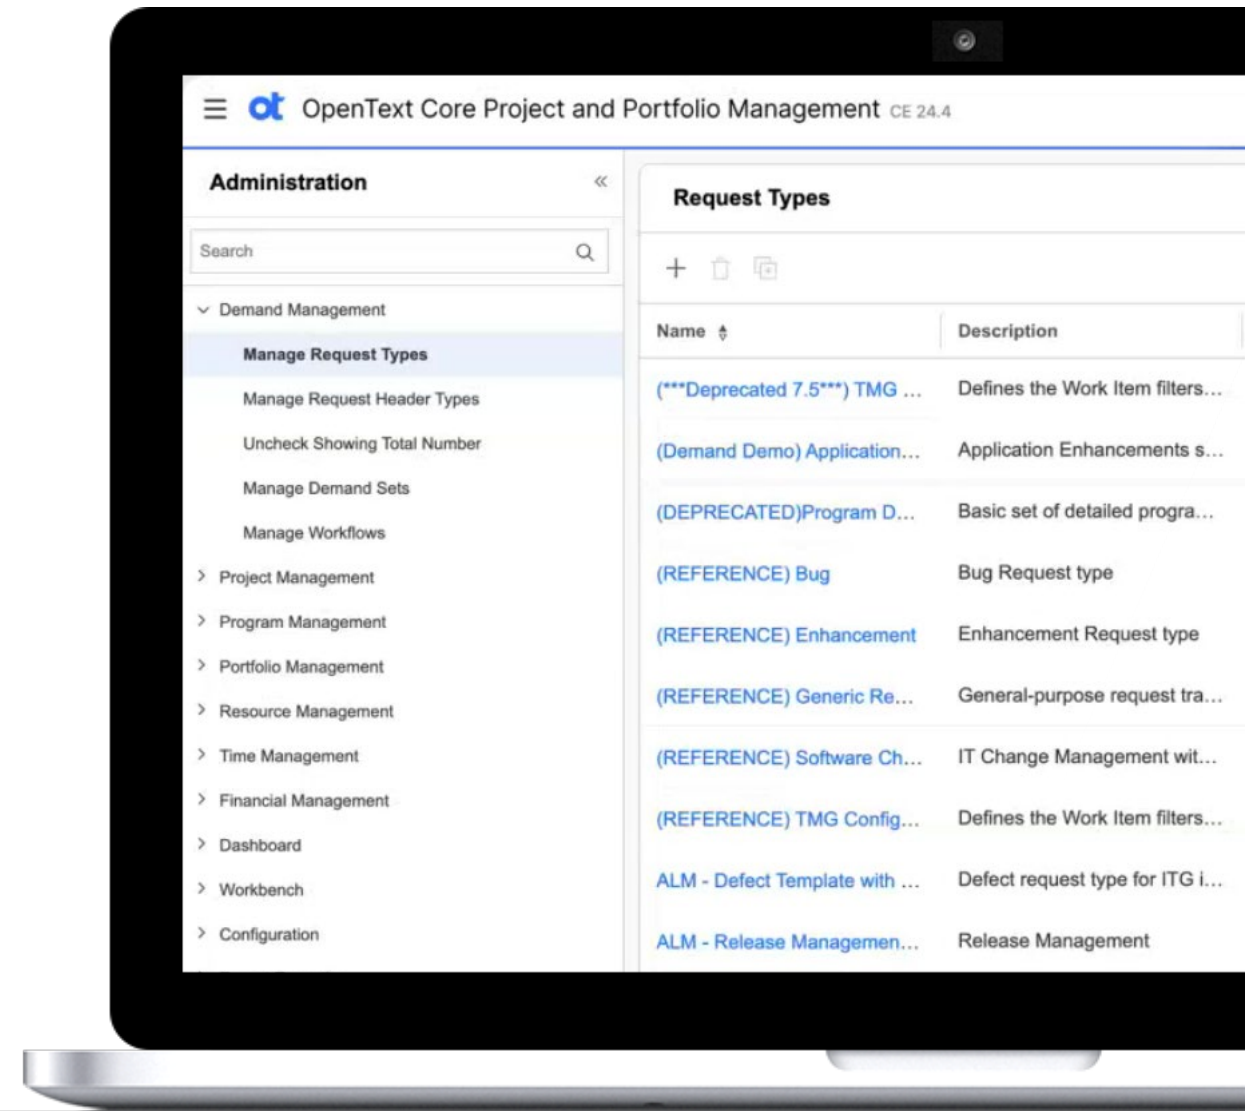 OpenText Core Project and Portfolio Management CE 24.4
Administration
Search
Demand Management
Manage Request Types
Manage Request Header Types
Uncheck Showing Total Number
Manage Demand Sets
Manage Workflows
Project Management
Program Management
Portfolio Management
Resource Management
Time Management
Financial Management
Dashboard
Workbench
Configuration
Request Types
Name Description
(***Deprecated 7.5***) TMG ... Defines the Work Item filters...
(Demand Demo) Application... Application Enhancements s...
(DEPRECATED)Program D... Basic set of detailed progra...
(REFERENCE) Bug Bug Request type
(REFERENCE) Enhancement Enhancement Request type
(REFERENCE) Generic Re... General-purpose request tra...
(REFERENCE) Software Ch... IT Change Management wit...
(REFERENCE) TMG Config... Defines the Work Item filters...
ALM - Defect Template with ... Defect request type for ITG i...
ALM - Release Managemen... Release Management